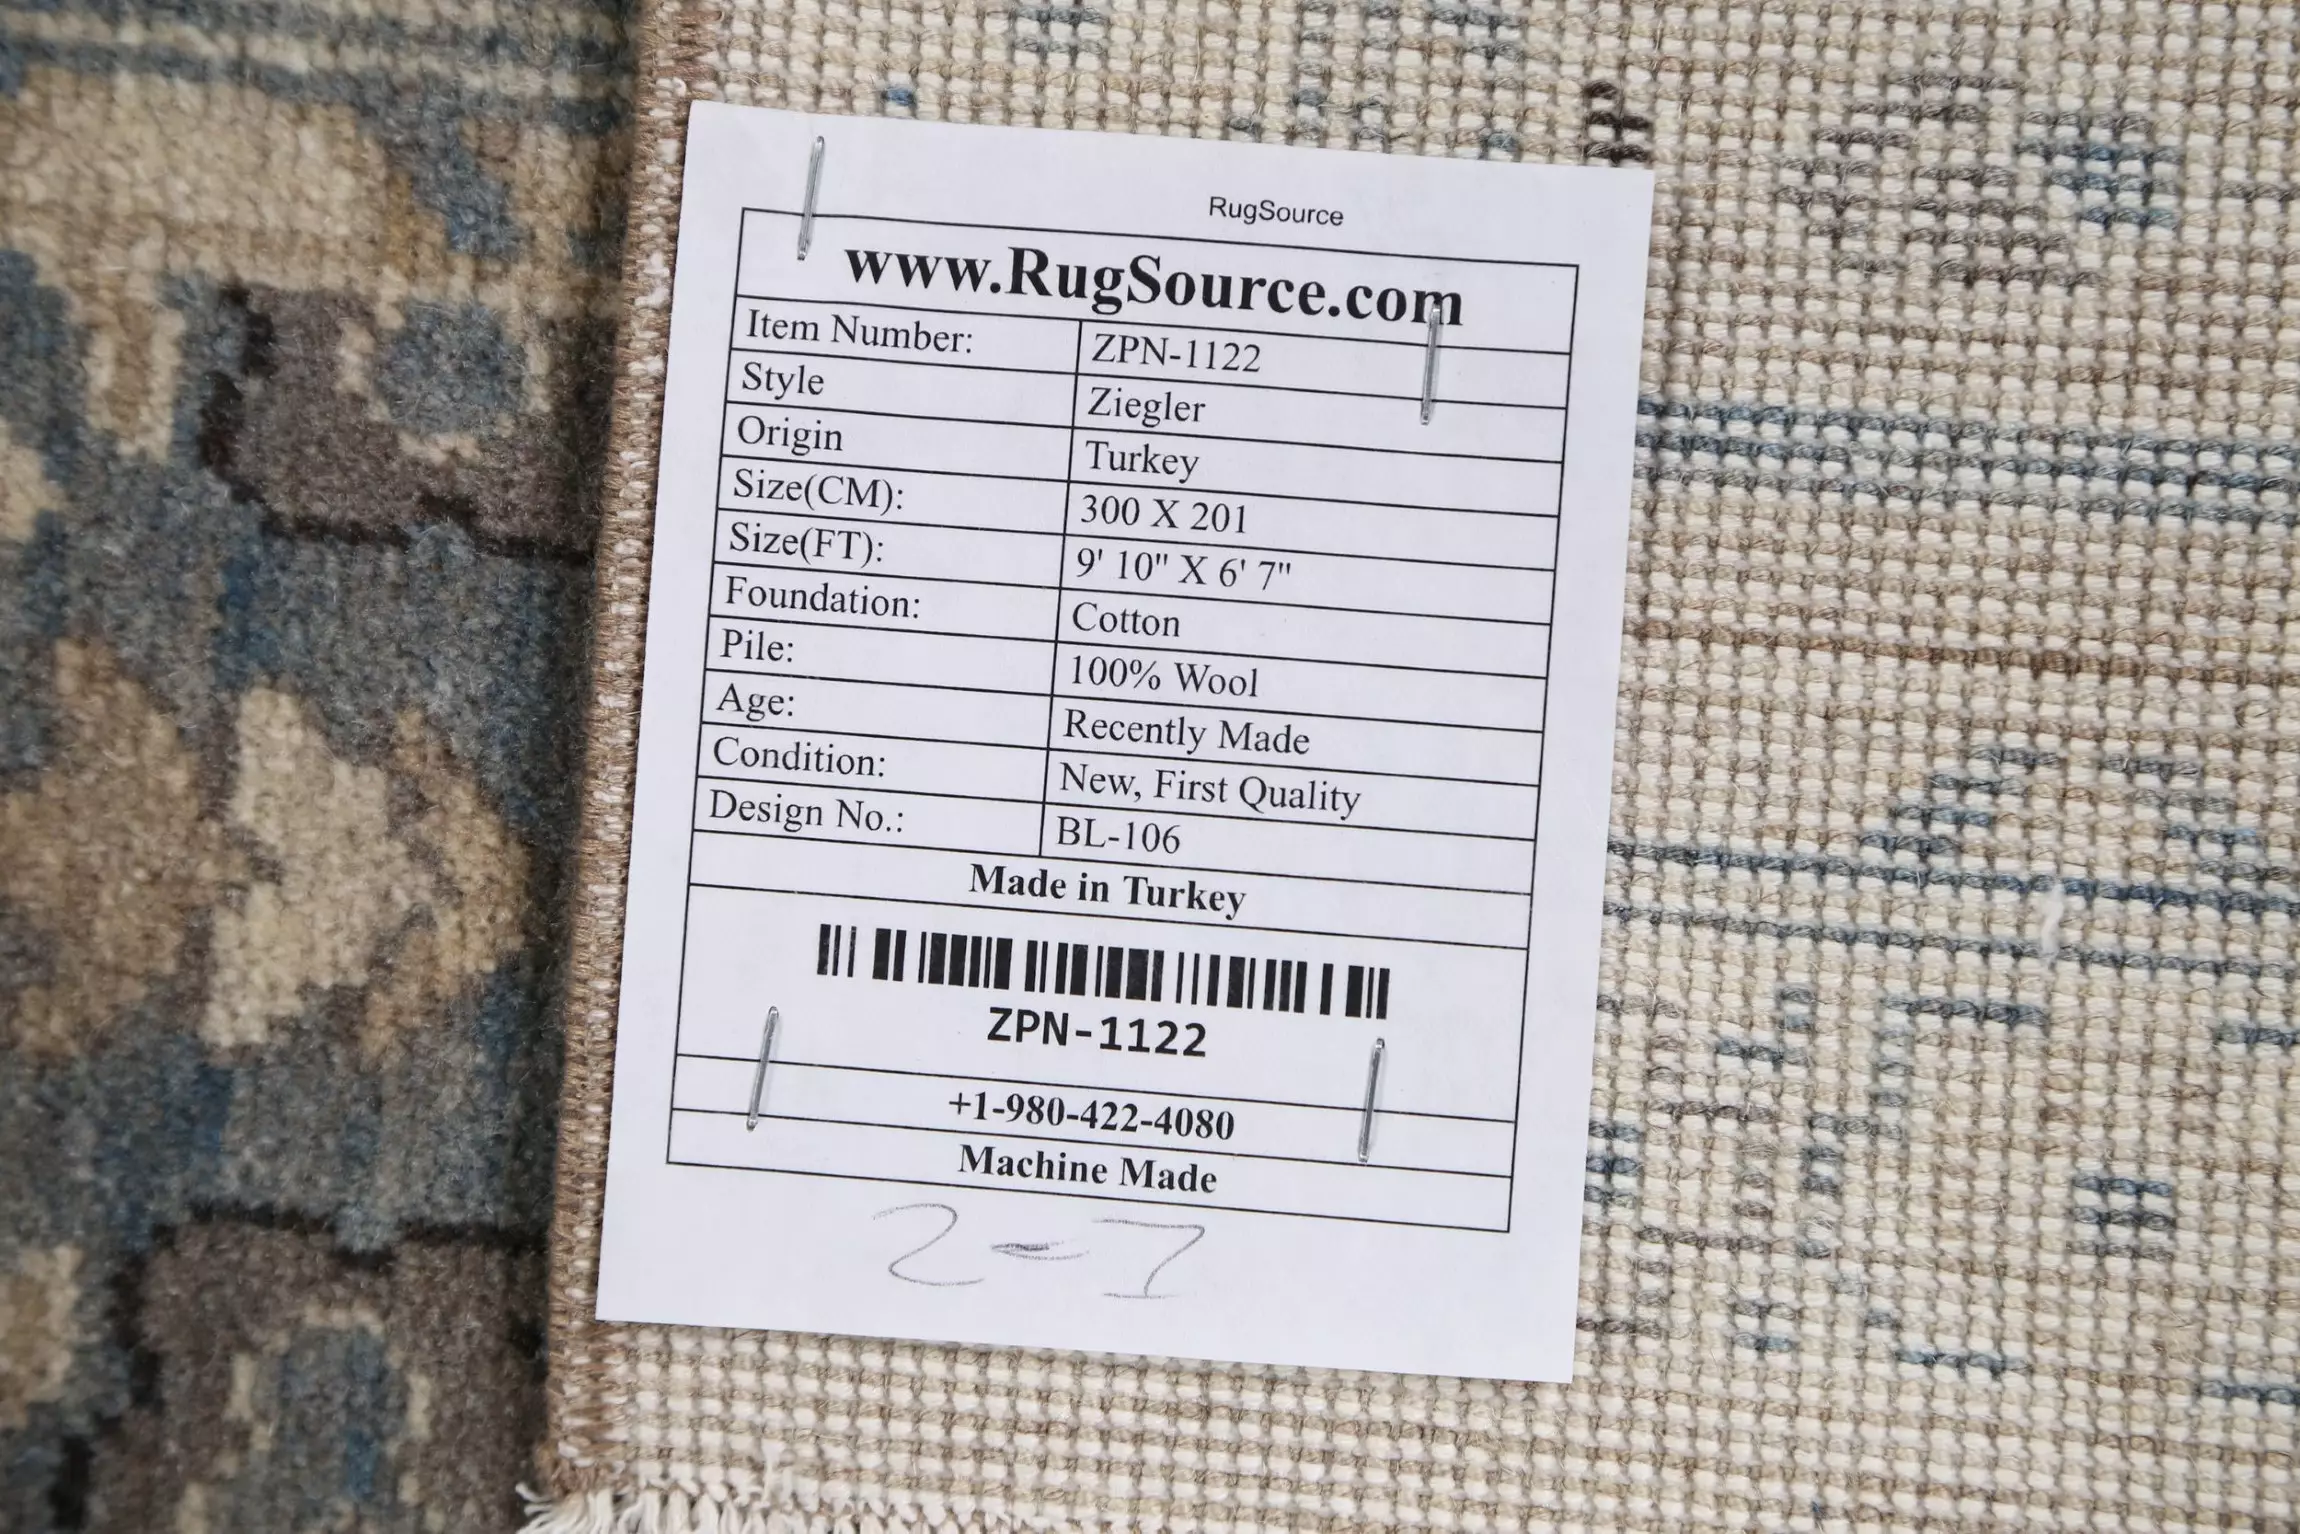 RugSource
www.RugSource.com
Item Number: ZPN-1122
Style Ziegler
Origin Turkey
Size(CM): 300 X 201
Size(FT): 9' 10" X 6' 7"
Foundation: Cotton
Pile: 100% Wool
Age: Recently Made
Condition: New, First Quality
Design No.: BL-106
Made in Turkey
ZPN-1122
+1-980-422-4080
Machine Made
2-7